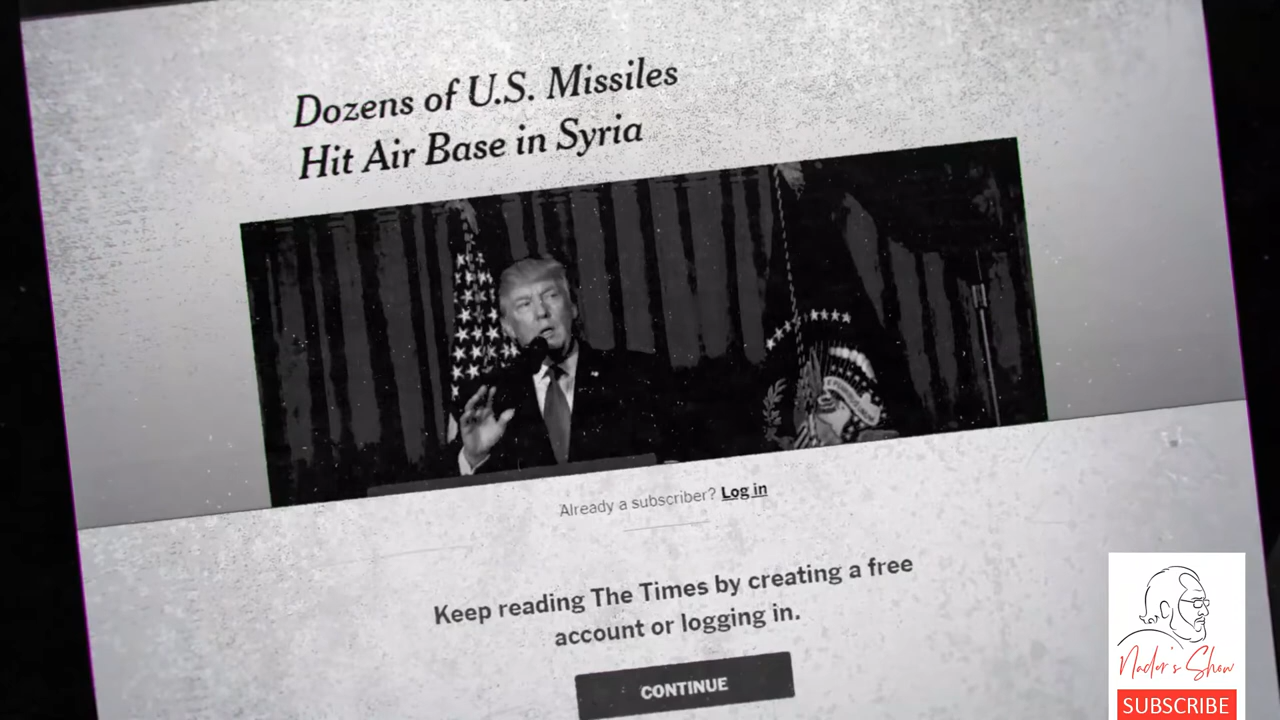 Dozens of U.S. Missiles
Hit Air Base in Syria
Already a subscriber? Log in
Keep reading The Times by creating a free
account or logging in.
CONTINUE
Nader's Show
SUBSCRIBE